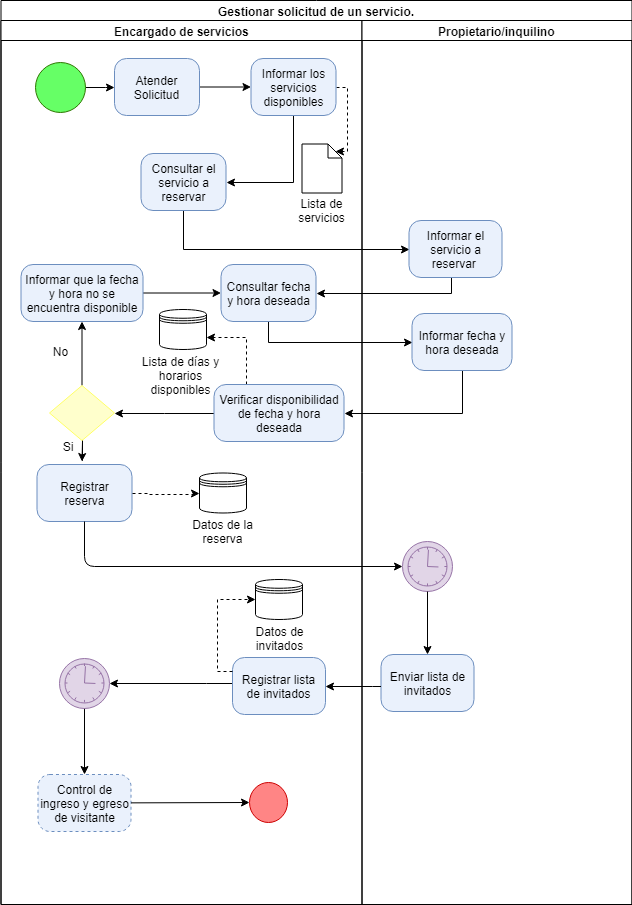 Gestionar solicitud de un servicio.
Encargado de servicios
Propietario/inquilino
Atender
Solicitud
Informar los
servicios
disponibles
Lista de
servicios
Consultar el
servicio a
reservar
Informar el
servicio a
reservar
Informar que la fecha
y hora no se
encuentra disponible
Consultar fecha
y hora deseada
Informar fecha y
hora deseada
Lista de días y
horarios
disponibles
No
Verificar disponibilidad
de fecha y hora
deseada
Si
Registrar
reserva
Datos de la
reserva
Datos de
invitados
Enviar lista de
invitados
Registrar lista
de invitados
Control de
ingreso y egreso
de visitante